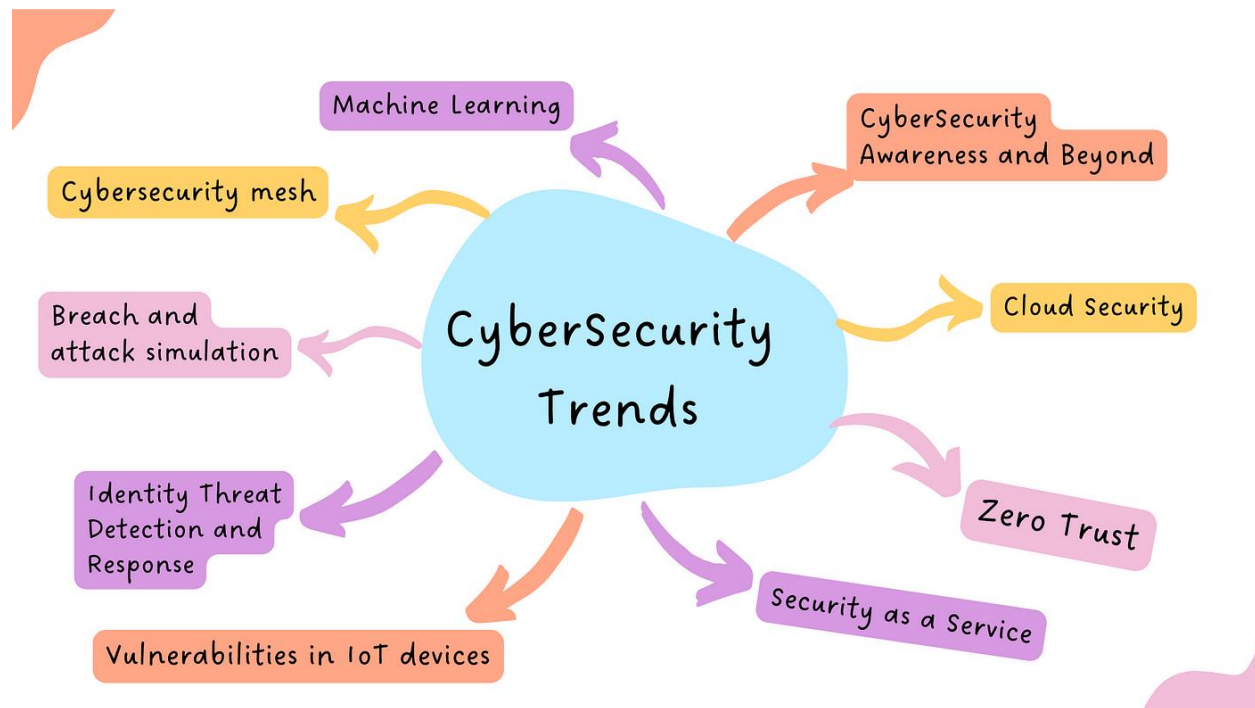 Machine Learning
CyberSecurity
Awareness and Beyond
Cybersecurity mesh
Cloud Security
Breach and
attack simulation
CyberSecurity
Trends
Identity Threat
Detection and
Response
Zero Trust
Security as a Service
Vulnerabilities in IoT devices